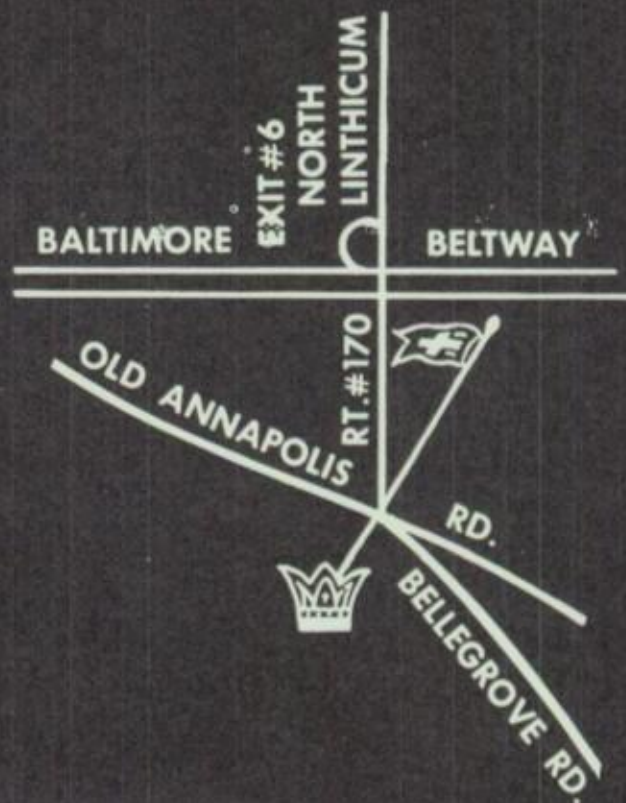 EXIT #6
NORTH
LINTHICUM
BALTIMORE BELTWAY
RT. #170
OLD ANNAPOLIS RD.
BELLEGROVE RD.